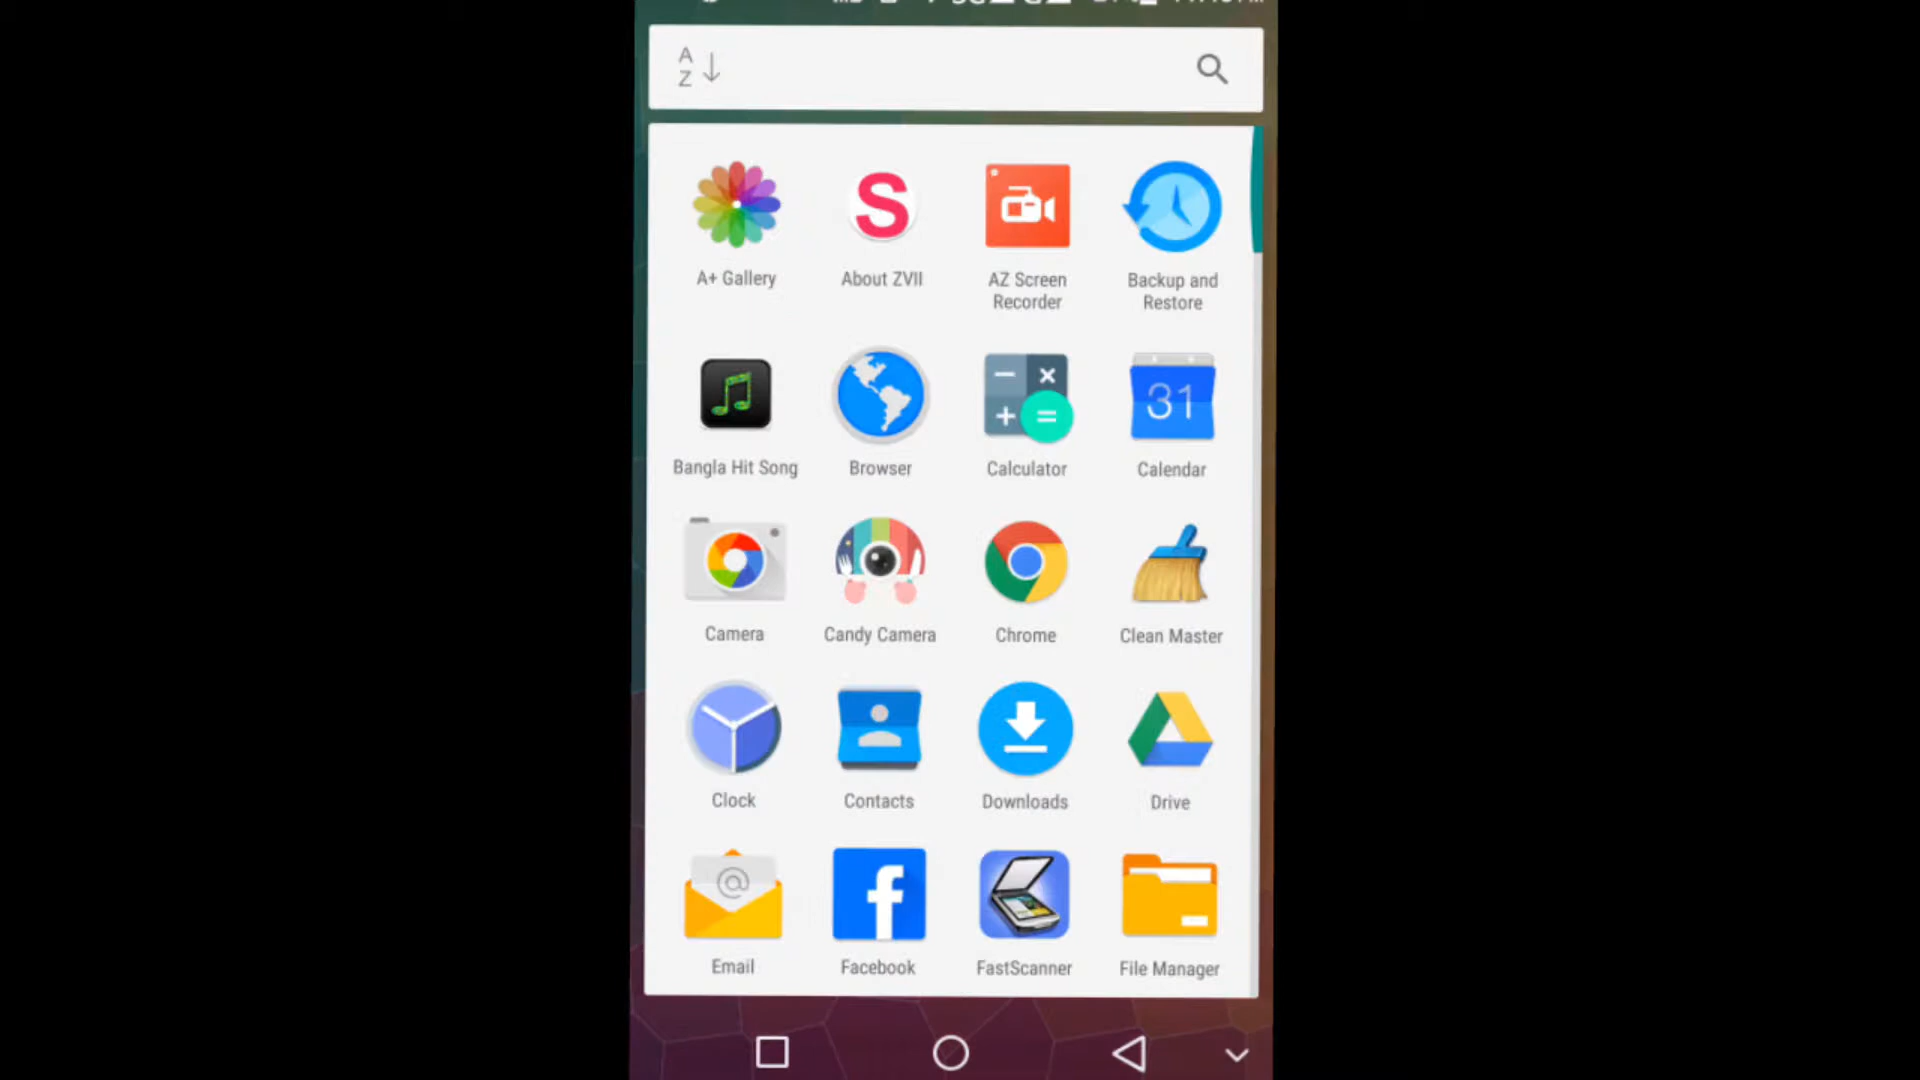 A
Z
A+ Gallery
S
About ZVII
AZ Screen
Recorder
Backup and
Restore
Bangla Hit Song
Browser
Calculator
31
Calendar
Camera
Candy Camera
Chrome
Clean Master
Clock
Contacts
Downloads
Drive
@
Email
f
Facebook
FastScanner
File Manager